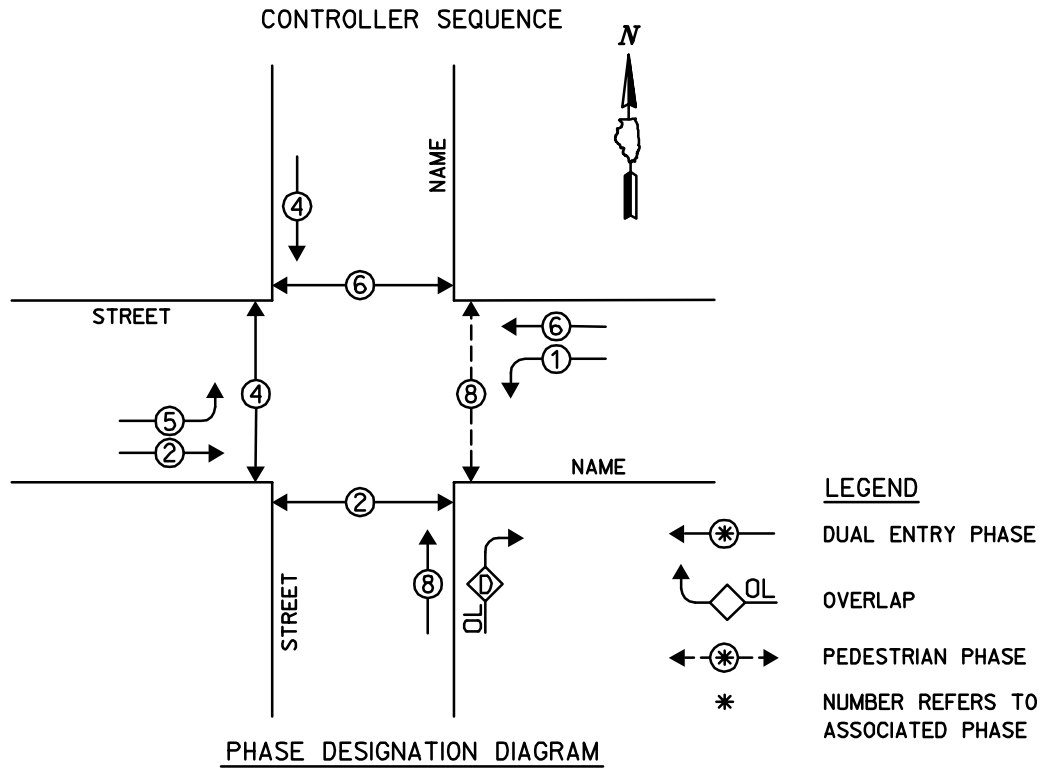 CONTROLLER SEQUENCE
N
NAME
4
6
STREET
6
1
4
8
5
2
NAME
2
LEGEND
DUAL ENTRY PHASE
8
D
OL
STREET
OL
OVERLAP
PEDESTRIAN PHASE
NUMBER REFERS TO
ASSOCIATED PHASE
PHASE DESIGNATION DIAGRAM